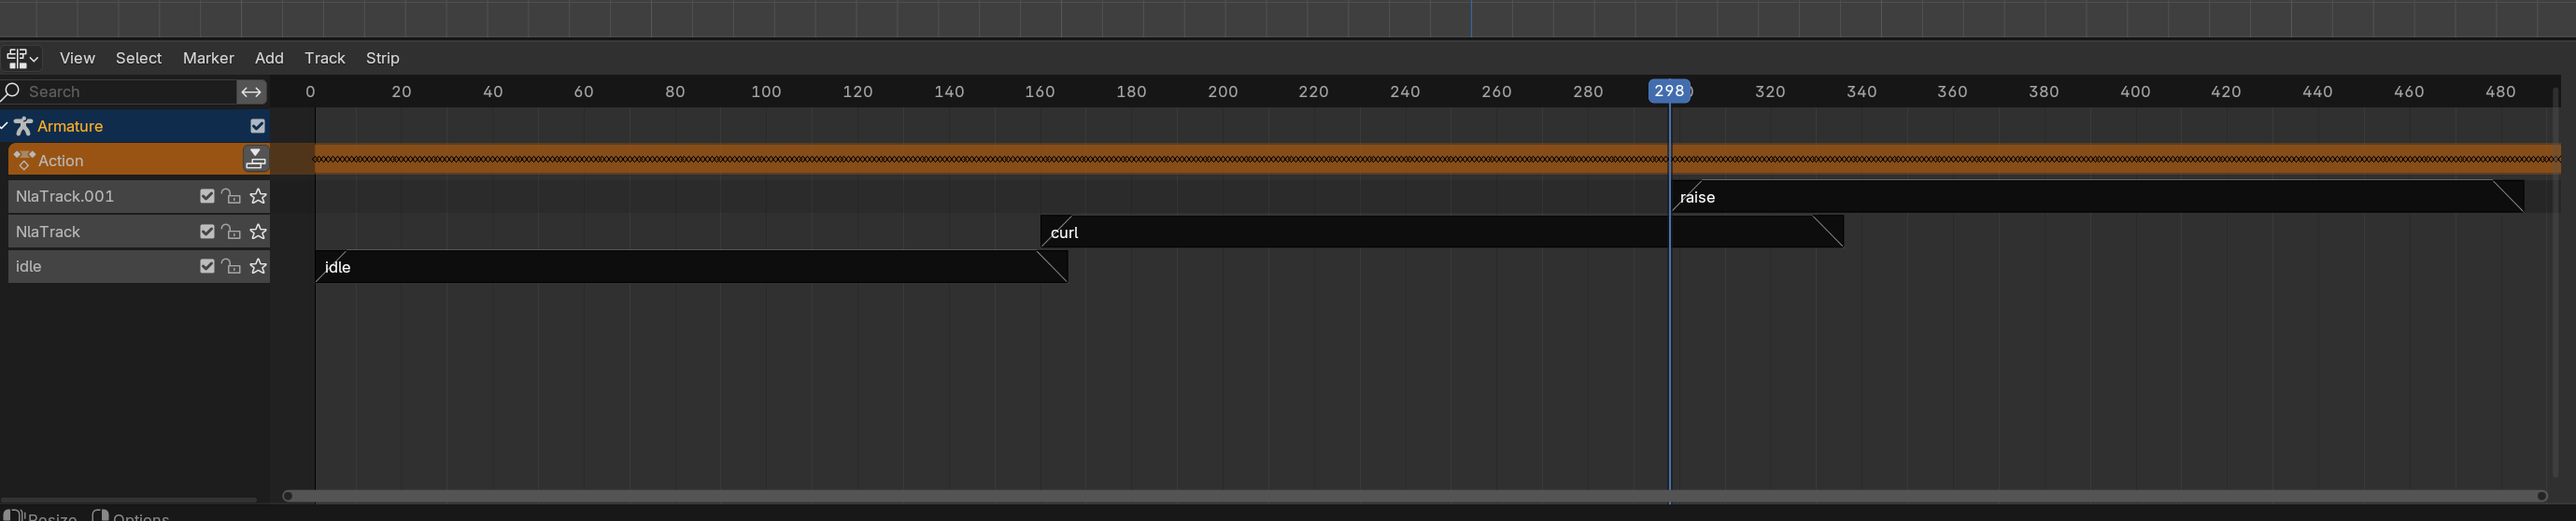 View Select Marker Add Track Strip
Search 0 20 40 60 80 100 120 140 160 180 200 220 240 260 280 298 320 340 360 380 400 420 440 460 480
Armature
Action
NlaTrack.001 raise
NlaTrack curl
idle idle
Resize Options